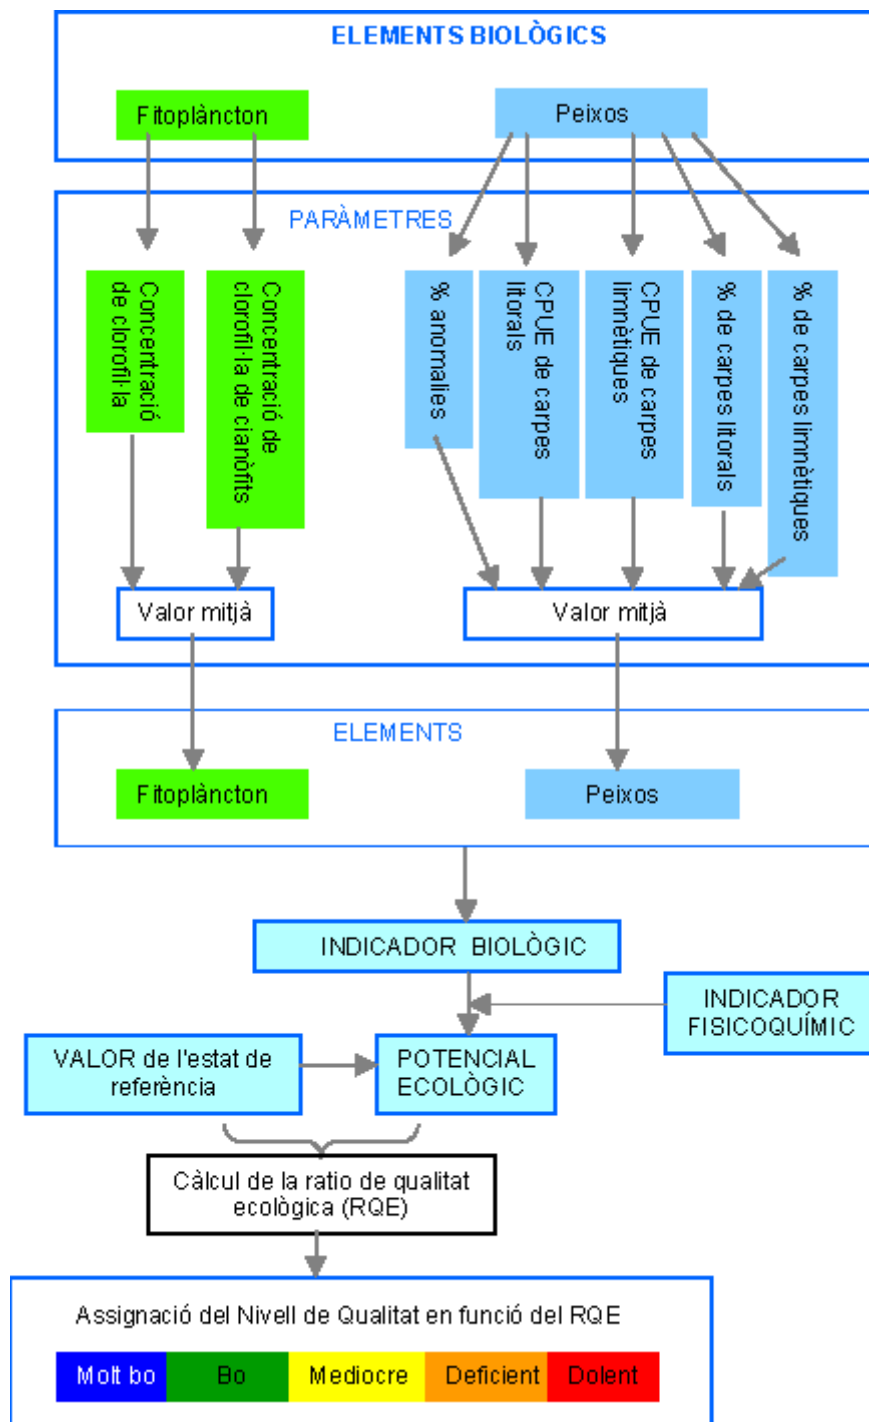 ELEMENTS BIOLÒGICS
Fitoplàncton
Peixos
PARÀMETRES
Concentració
de clorofil·la
Concentració de
clorofil·la de cianòfits
% anomalies
CPUE de carpes
litorals
CPUE de carpes
limnètiques
% de carpes litorals
% de carpes limnètiques
Valor mitjà
Valor mitjà
ELEMENTS
Fitoplàncton
Peixos
INDICADOR BIOLÒGIC
INDICADOR
FISICOQUÍMIC
VALOR de l'estat de
referència
POTENCIAL
ECOLÒGIC
Càlcul de la ratio de qualitat
ecològica (RQE)
Assignació del Nivell de Qualitat en funció del RQE
Molt bo
Bo
Mediocre
Deficient
Dolent